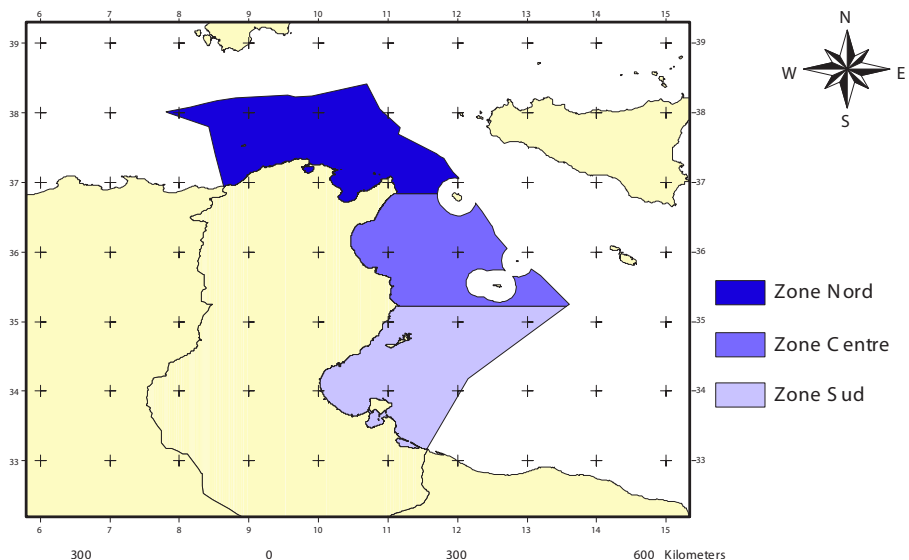 6 7 8 9 10 11 12 13 14 15
N
39 39
W E
38 38
S
37 37
36 36
Zone Nord
35 35
Zone Centre
34 34
Zone Sud
33 33
6 7 8 9 10 11 12 13 14 15
300 0 300 600 Kilometers